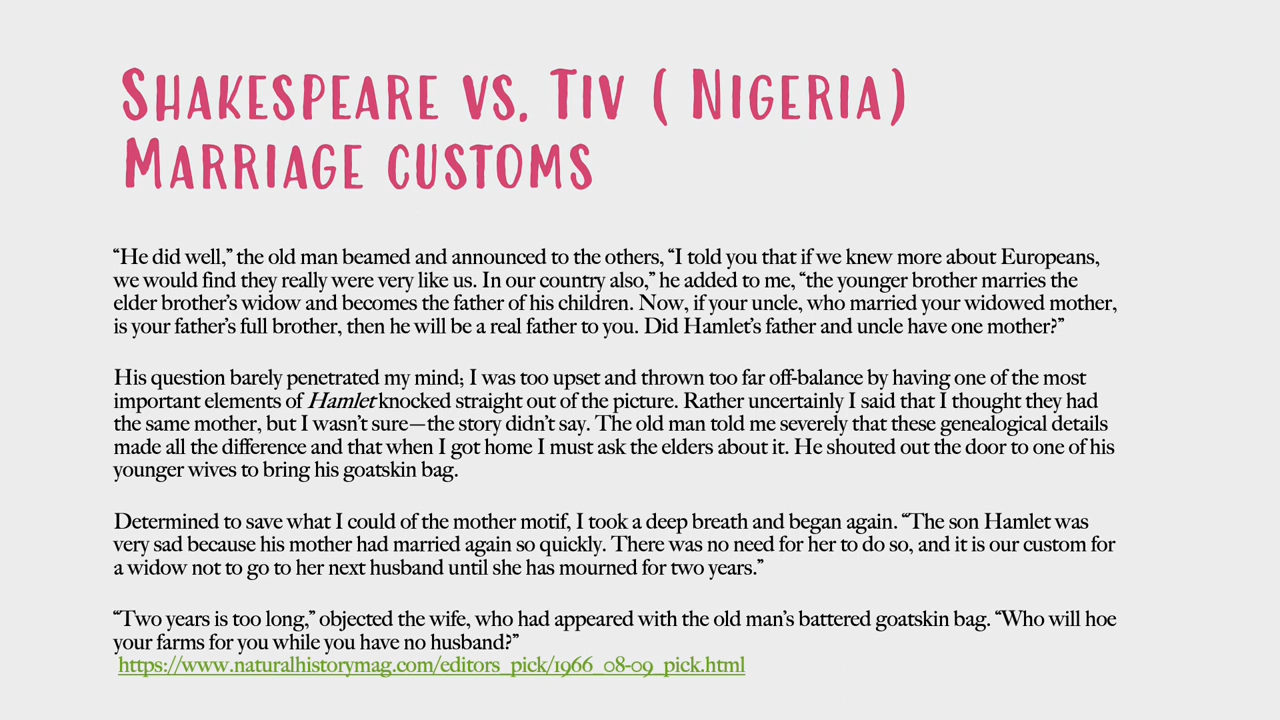 SHAKESPEARE VS. TIV ( NIGERIA)
MARRIAGE CUSTOMS
“He did well,” the old man beamed and announced to the others, “I told you that if we knew more about Europeans,
we would find they really were very like us. In our country also,” he added to me, “the younger brother marries the
elder brother’s widow and becomes the father of his children. Now, if your uncle, who married your widowed mother,
is your father’s full brother, then he will be a real father to you. Did Hamlet’s father and uncle have one mother?”
His question barely penetrated my mind; I was too upset and thrown too far off-balance by having one of the most
important elements of Hamlet knocked straight out of the picture. Rather uncertainly I said that I thought they had
the same mother, but I wasn’t sure—the story didn’t say. The old man told me severely that these genealogical details
made all the difference and that when I got home I must ask the elders about it. He shouted out the door to one of his
younger wives to bring his goatskin bag.
Determined to save what I could of the mother motif, I took a deep breath and began again. “The son Hamlet was
very sad because his mother had married again so quickly. There was no need for her to do so, and it is our custom for
a widow not to go to her next husband until she has mourned for two years.”
“Two years is too long,” objected the wife, who had appeared with the old man’s battered goatskin bag. “Who will hoe
your farms for you while you have no husband?”
https://www.naturalhistorymag.com/editors_pick/1966_08-09_pick.html